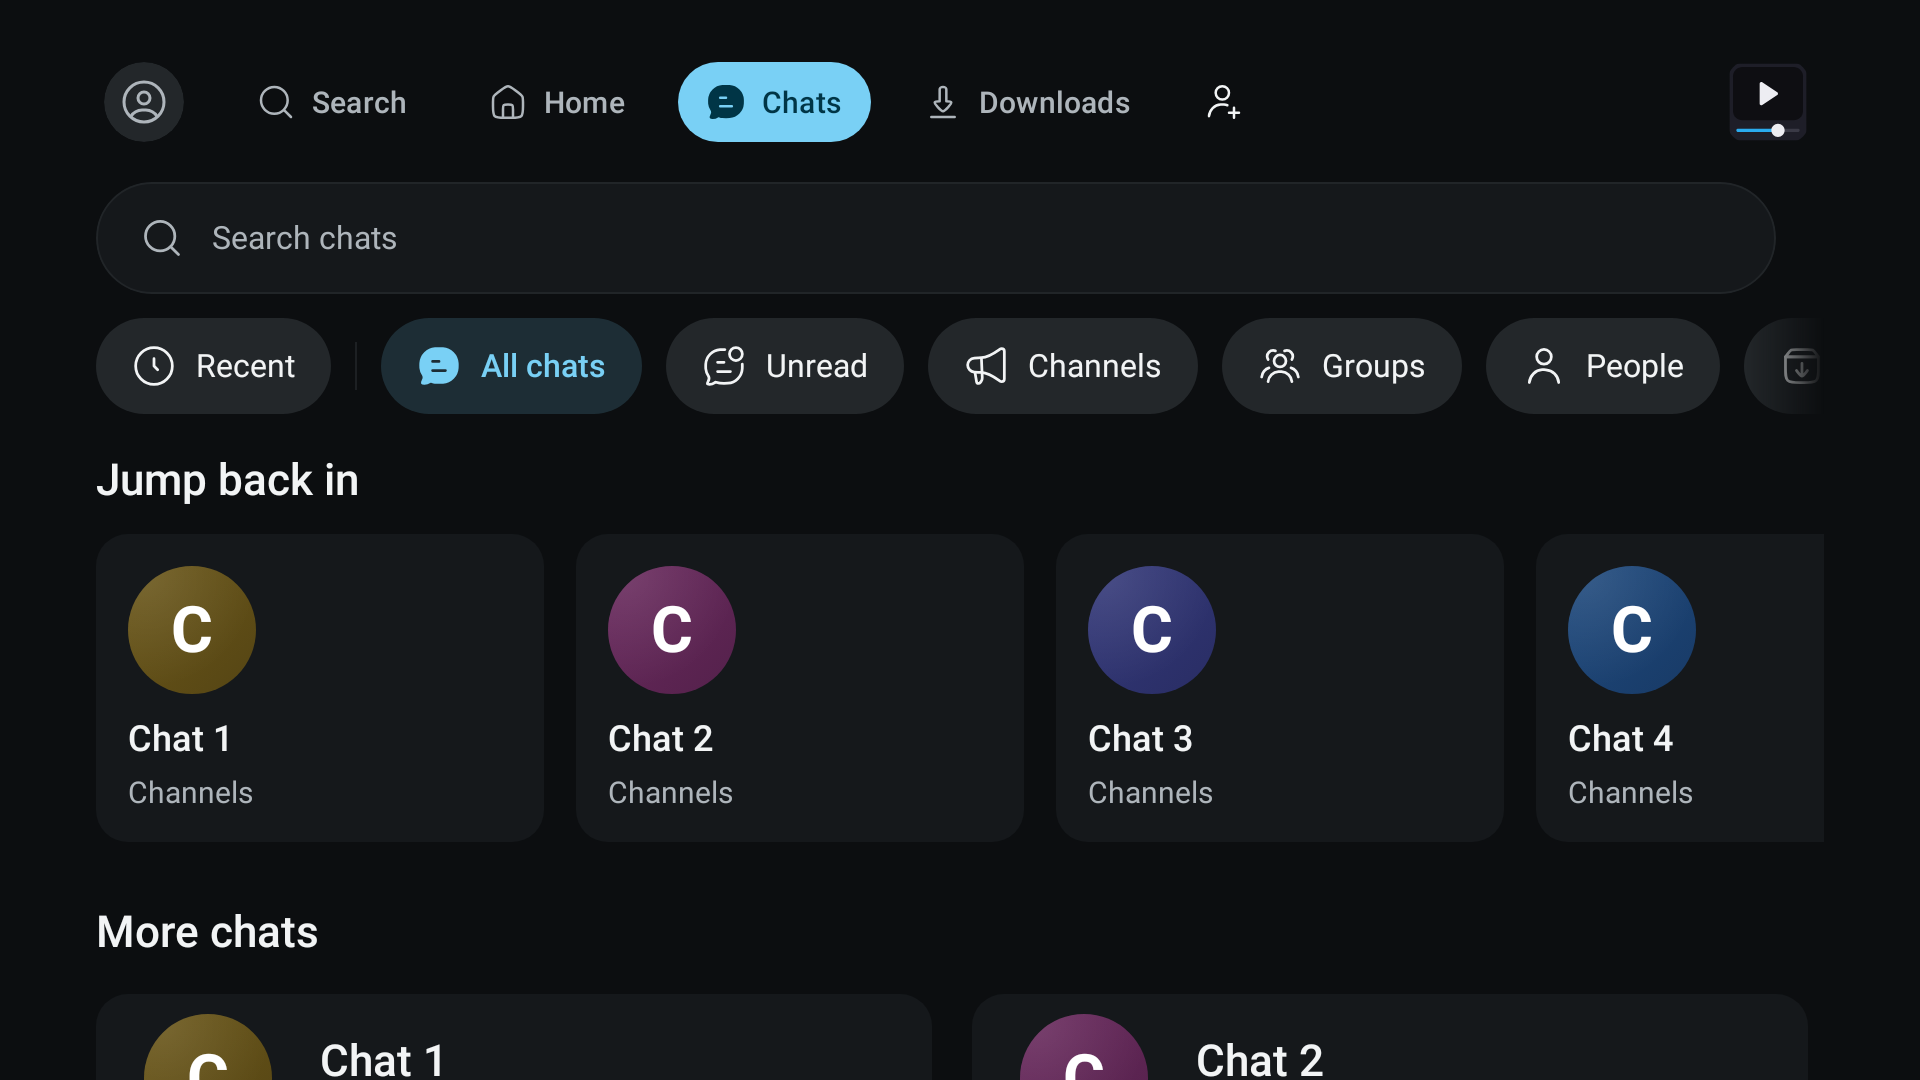 Search
Home
Chats
Downloads
Search chats
Recent
All chats
Unread
Channels
Groups
People
Jump back in
C
C
C
C
Chat 1
Chat 2
Chat 3
Chat 4
Channels
Channels
Channels
Channels
More chats
C
Chat 1
C
Chat 2